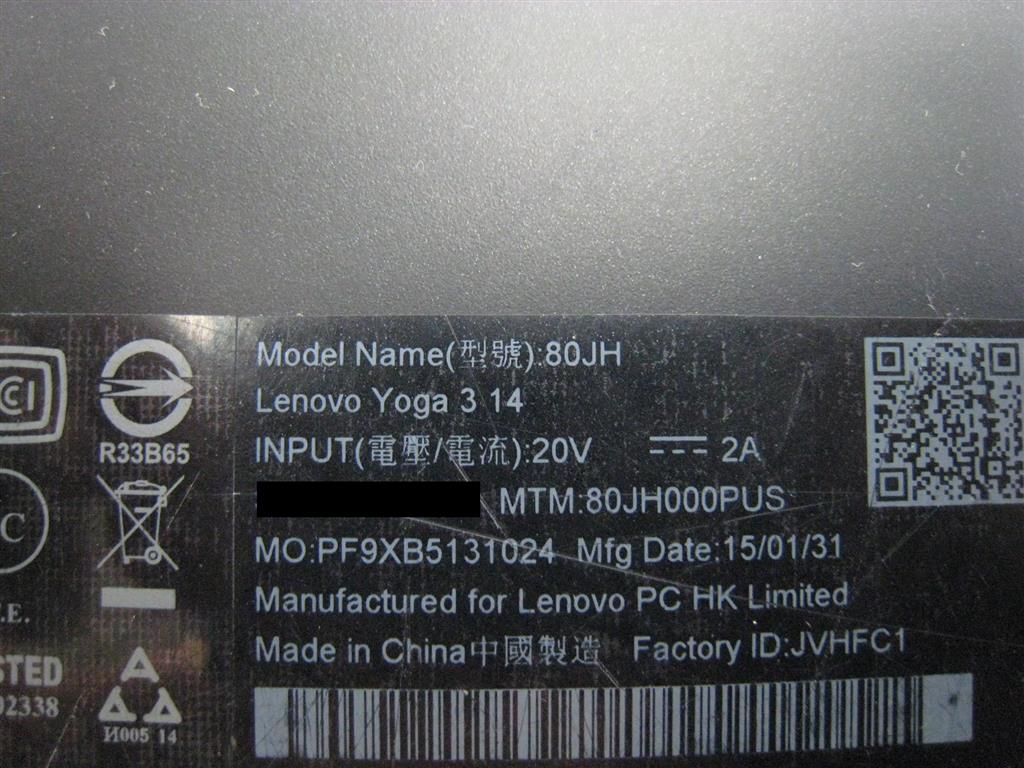 Model Name(型號):80JH
Lenovo Yoga 3 14
INPUT(電壓/電流):20V 2A
MTM:80JH000PUS
MO:PF9XB5131024 Mfg Date:15/01/31
Manufactured for Lenovo PC HK Limited
Made in China中國製造 Factory ID:JVHFC1
CI
R33B65
C
.E.
STED
02338
И005 14